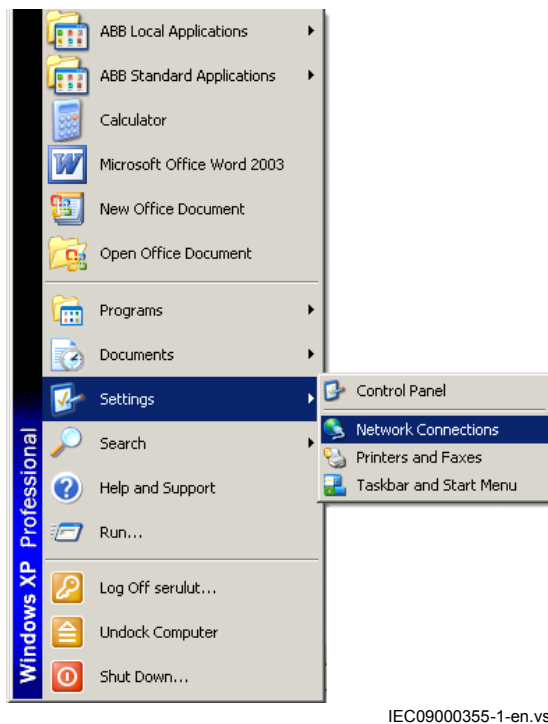 ABB Local Applications
ABB Standard Applications
Calculator
Microsoft Office Word 2003
New Office Document
Open Office Document
Programs
Documents
Settings
Search
Help and Support
Run...
Log Off serulut...
Undock Computer
Shut Down...
Control Panel
Network Connections
Printers and Faxes
Taskbar and Start Menu
Windows XP Professional
IEC09000355-1-en.vs